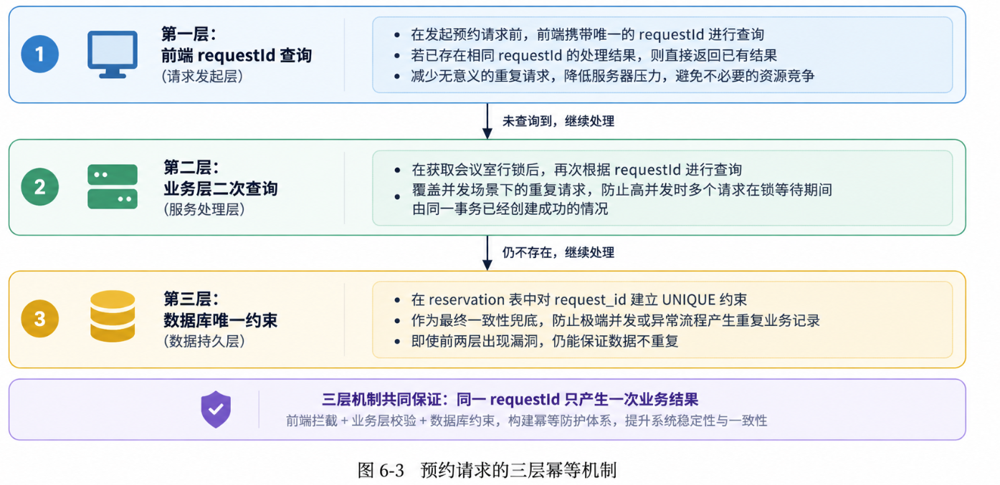 1
第一层：
前端 requestId 查询
(请求发起层)
• 在发起预约请求前，前端携带唯一的 requestId 进行查询
• 若已存在相同 requestId 的处理结果，则直接返回已有结果
• 减少无意义的重复请求，降低服务器压力，避免不必要的资源竞争
未查询到，继续处理
2
第二层：
业务层二次查询
(服务处理层)
• 在获取会议室行锁后，再次根据 requestId 进行查询
• 覆盖并发场景下的重复请求，防止高并发时多个请求在锁等待期间
由同一事务已经创建成功的情况
仍不存在，继续处理
3
第三层：
数据库唯一约束
(数据持久层)
• 在 reservation 表中对 request_id 建立 UNIQUE 约束
• 作为最终一致性兜底，防止极端并发或异常流程产生重复业务记录
• 即使前两层出现漏洞，仍能保证数据不重复
三层机制共同保证：同一 requestId 只产生一次业务结果
前端拦截 + 业务层校验 + 数据库约束，构建幂等防护体系，提升系统稳定性与一致性
图 6-3 预约请求的三层幂等机制